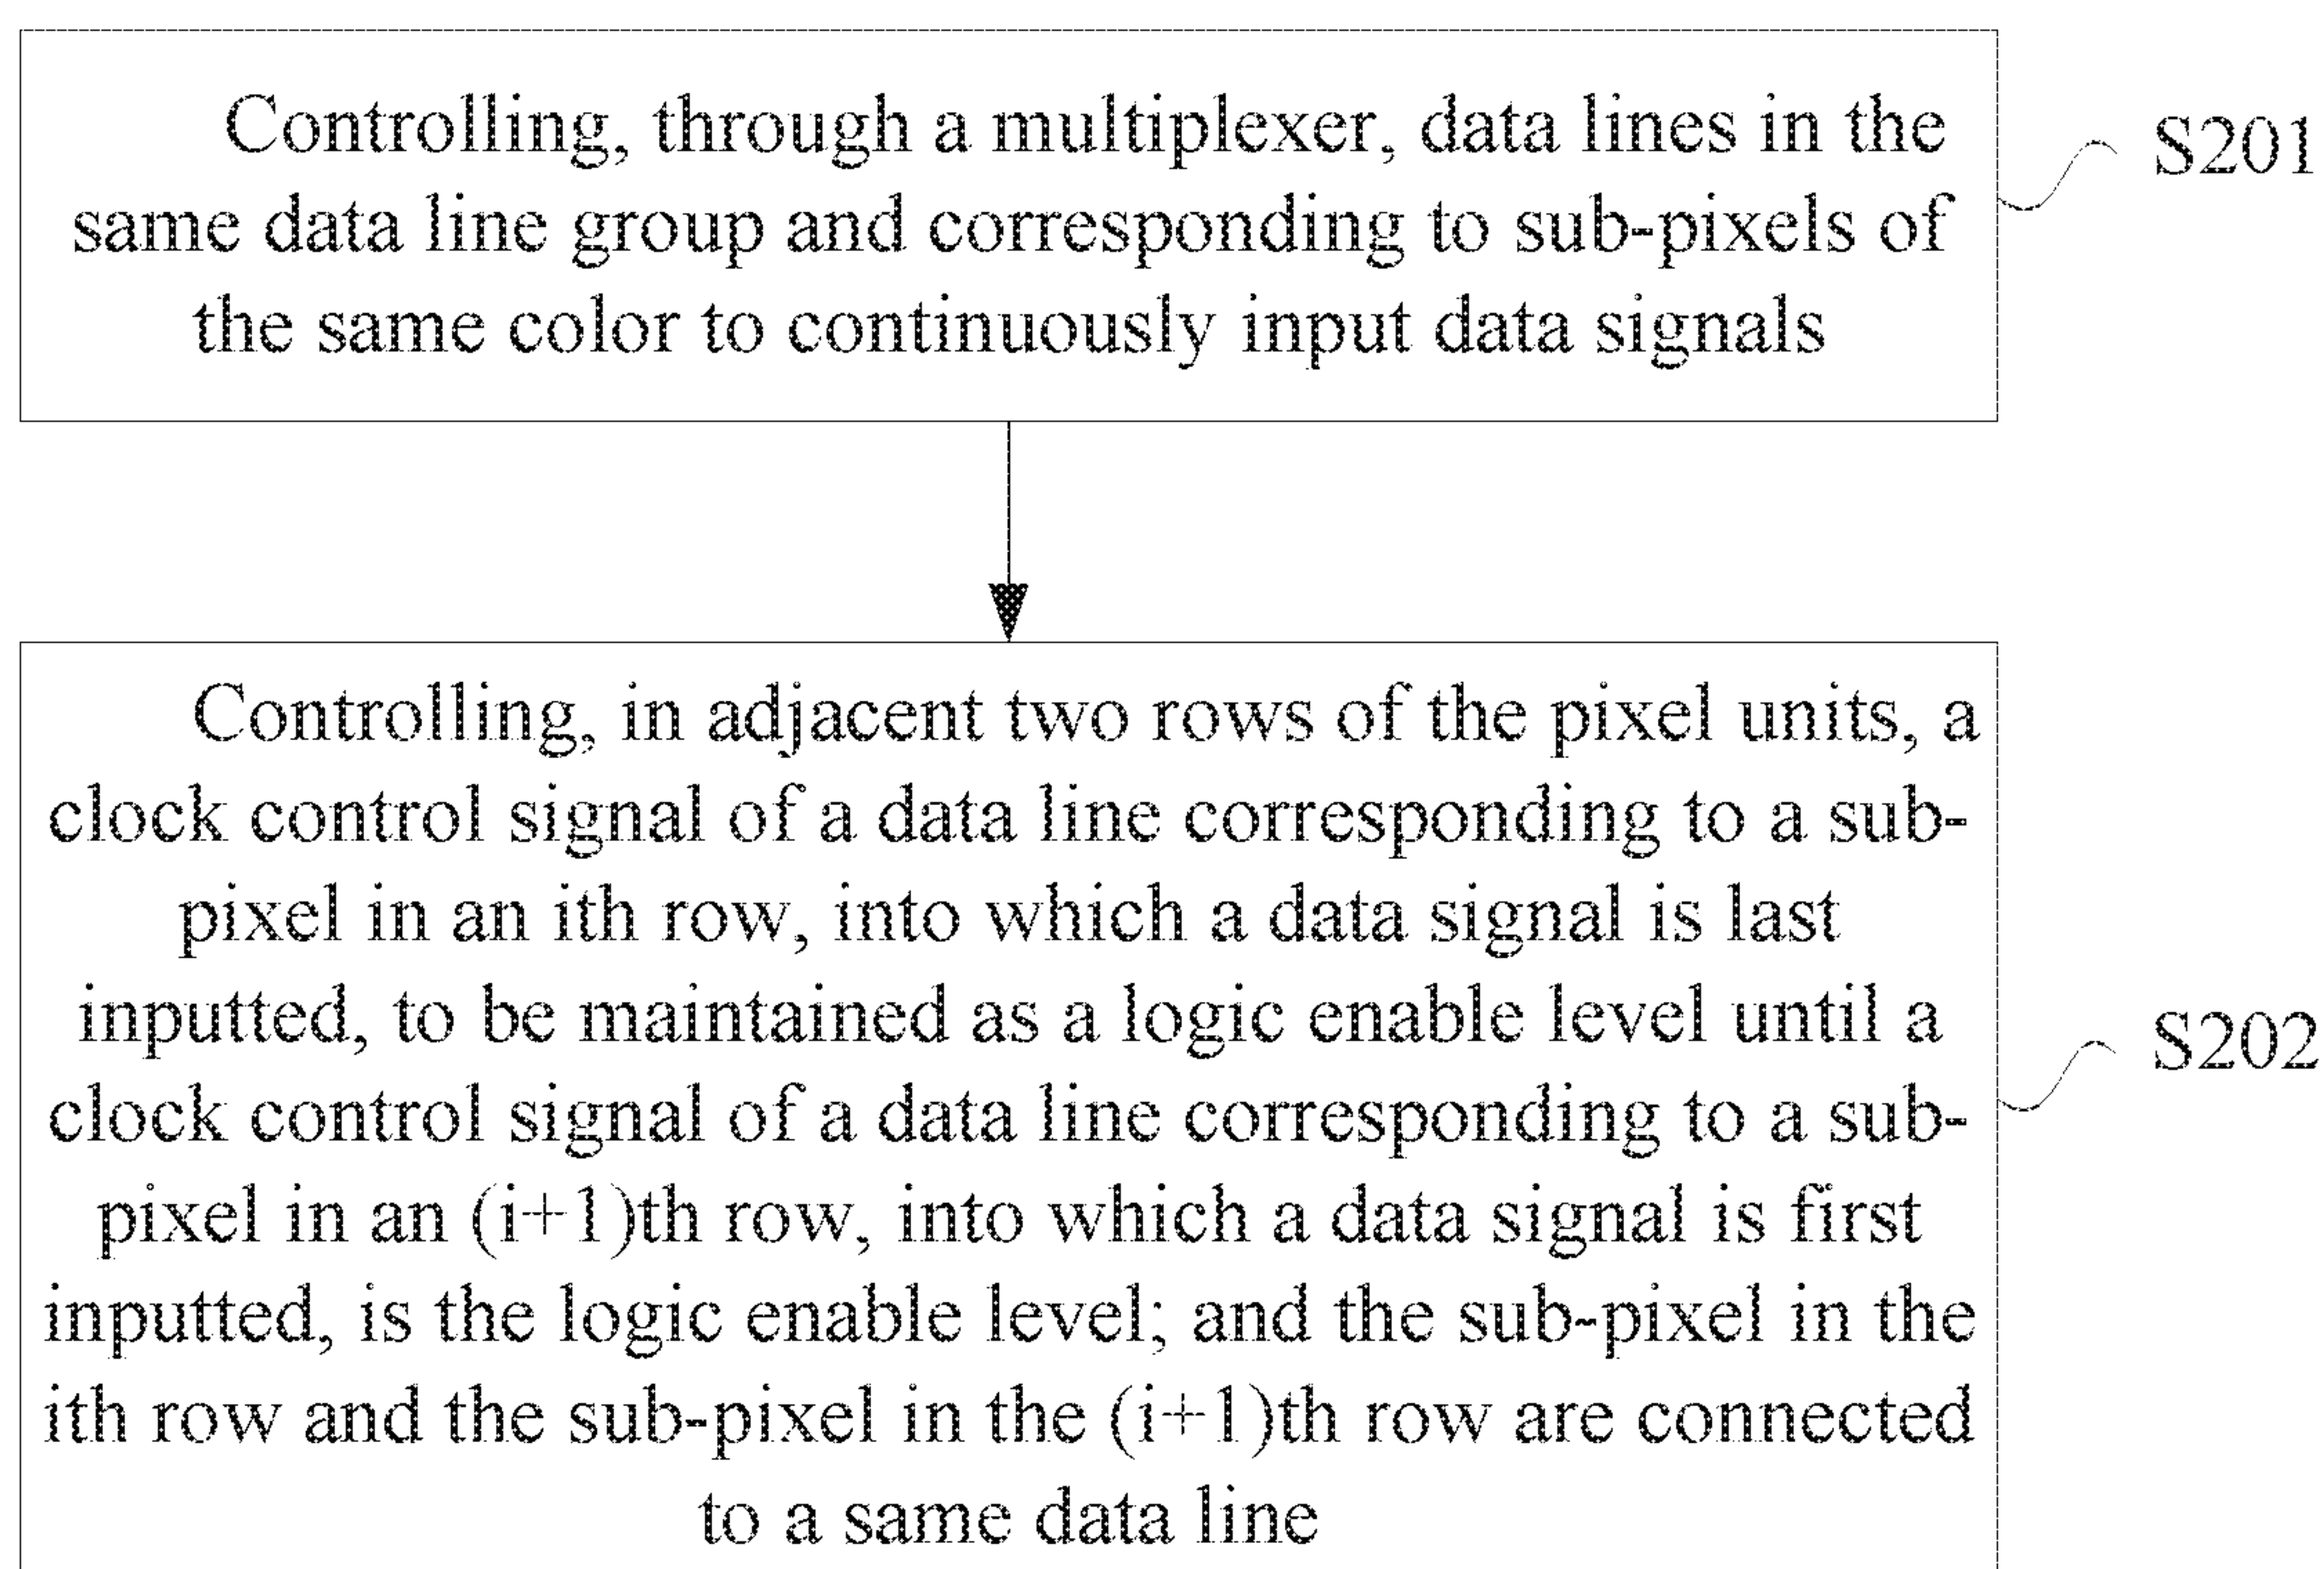 Controlling, through a multiplexer, data lines in the
same data line group and corresponding to sub-pixels of
the same color to continuously input data signals
S201
Controlling, in adjacent two rows of the pixel units, a
clock control signal of a data line corresponding to a sub-
pixel in an ith row, into which a data signal is last
inputted, to be maintained as a logic enable level until a
clock control signal of a data line corresponding to a sub-
pixel in an (i+1)th row, into which a data signal is first
inputted, is the logic enable level; and the sub-pixel in the
ith row and the sub-pixel in the (i+1)th row are connected
to a same data line
S202